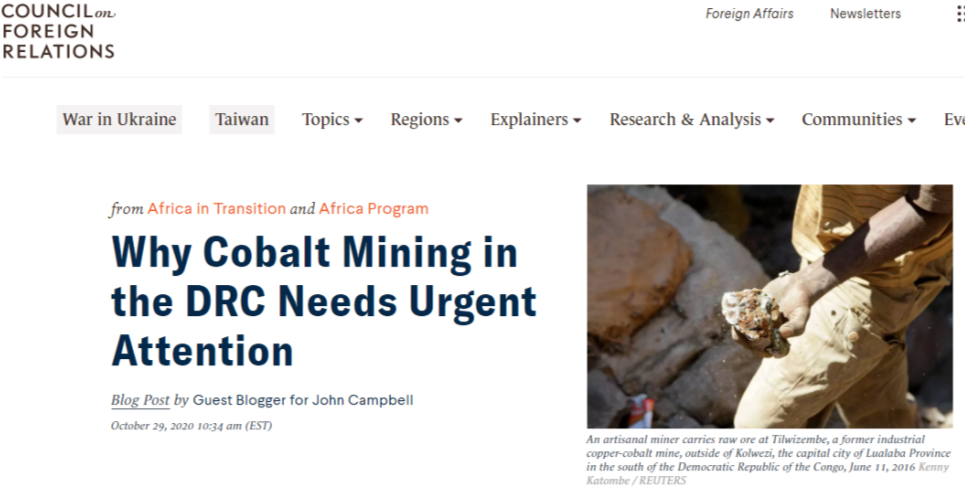 COUNCIL on
FOREIGN
RELATIONS
Foreign Affairs Newsletters
War in Ukraine Taiwan Topics Regions Explainers Research & Analysis Communities Eve
from Africa in Transition and Africa Program
Why Cobalt Mining in
the DRC Needs Urgent
Attention
Blog Post by Guest Blogger for John Campbell
October 29, 2020 10:34 am (EST)
An artisanal miner carries raw ore at Tilwizembe, a former industrial
copper-cobalt mine, outside of Kolwezi, the capital city of Lualaba Province
in the south of the Democratic Republic of the Congo, June 11, 2016 Kenny
Katombe / REUTERS